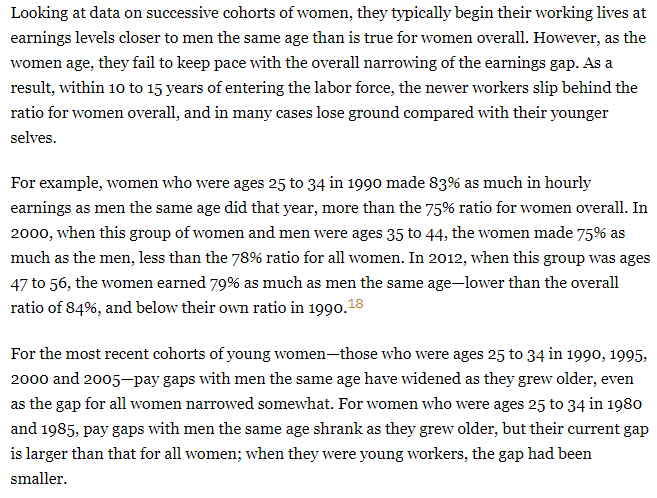 Looking at data on successive cohorts of women, they typically begin their working lives at
earnings levels closer to men the same age than is true for women overall. However, as the
women age, they fail to keep pace with the overall narrowing of the earnings gap. As a
result, within 10 to 15 years of entering the labor force, the newer workers slip behind the
ratio for women overall, and in many cases lose ground compared with their younger
selves.
For example, women who were ages 25 to 34 in 1990 made 83% as much in hourly
earnings as men the same age did that year, more than the 75% ratio for women overall. In
2000, when this group of women and men were ages 35 to 44, the women made 75% as
much as the men, less than the 78% ratio for all women. In 2012, when this group was ages
47 to 56, the women earned 79% as much as men the same age—lower than the overall
ratio of 84%, and below their own ratio in 1990.18
For the most recent cohorts of young women—those who were ages 25 to 34 in 1990, 1995,
2000 and 2005—pay gaps with men the same age have widened as they grew older, even
as the gap for all women narrowed somewhat. For women who were ages 25 to 34 in 1980
and 1985, pay gaps with men the same age shrank as they grew older, but their current gap
is larger than that for all women; when they were young workers, the gap had been
smaller.